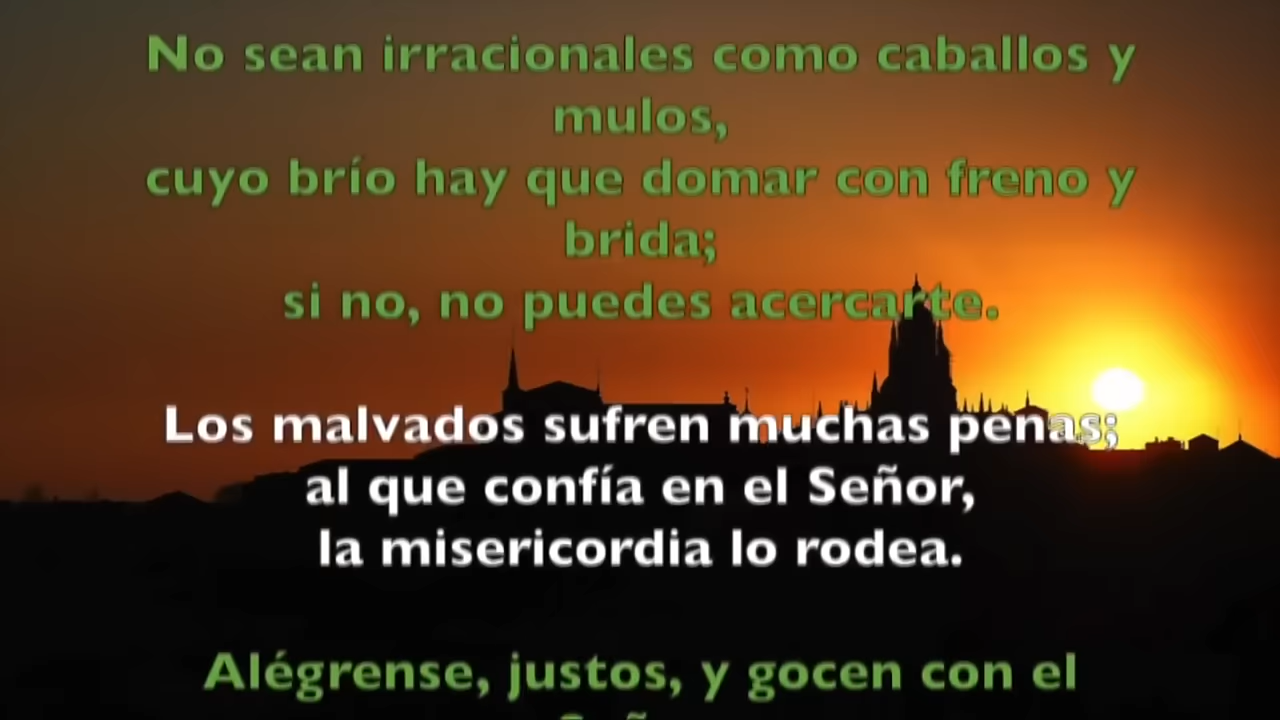 No sean irracionales como caballos y
mulos,
cuyo brío hay que domar con freno y
brida;
si no, no puedes acercarte.
Los malvados sufren muchas penas;
al que confía en el Señor,
la misericordia lo rodea.
Alégrense, justos, y gocen con el